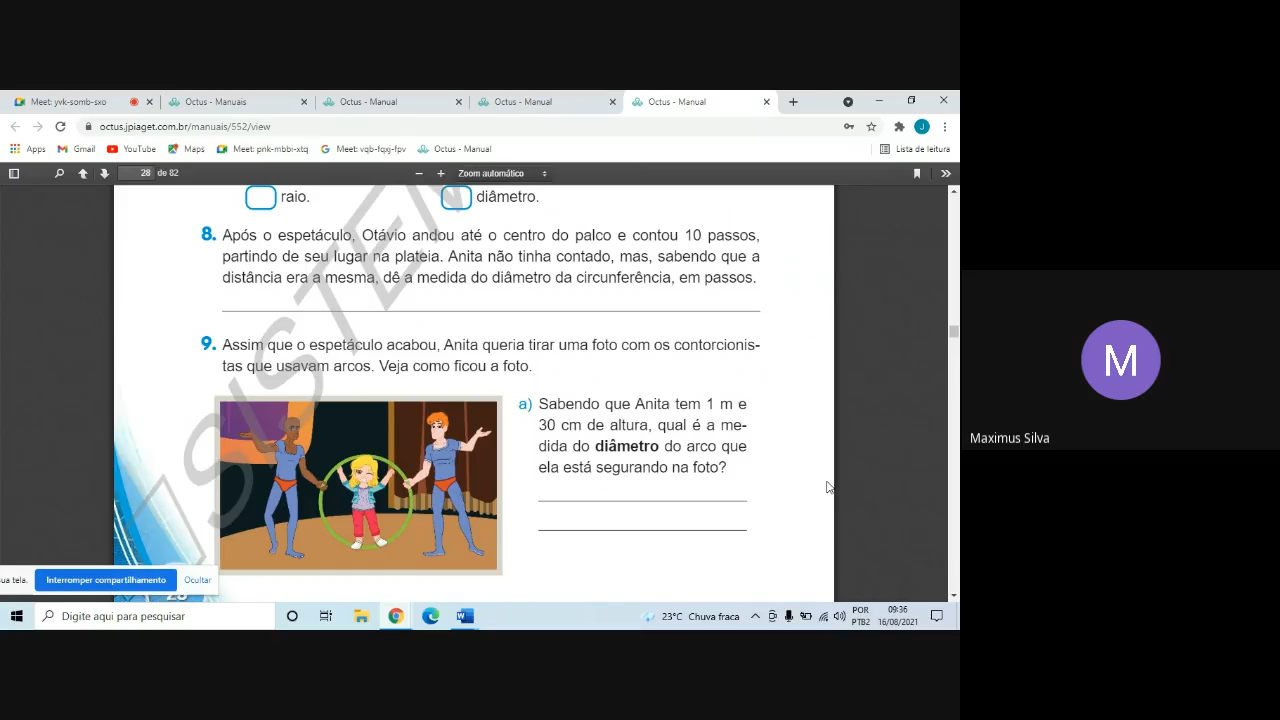 Meet: yvk-somb-sxo
Octus - Manuais
Octus - Manual
Octus - Manual
Octus - Manual
octus.jpiaget.com.br/manuais/552/view
J
Apps
Gmail
YouTube
Maps
Meet: pnk-mbbi-xtq
Meet: vqb-fqxj-fpv
Octus - Manual
Lista de leitura
28 de 82
Zoom automático
raio.
diâmetro.
8. Após o espetáculo, Otávio andou até o centro do palco e contou 10 passos,
partindo de seu lugar na plateia. Anita não tinha contado, mas, sabendo que a
distância era a mesma, dê a medida do diâmetro da circunferência, em passos.
9. Assim que o espetáculo acabou, Anita queria tirar uma foto com os contorcionis-
tas que usavam arcos. Veja como ficou a foto.
a) Sabendo que Anita tem 1 m e
30 cm de altura, qual é a me-
dida do diâmetro do arco que
ela está segurando na foto?
SISTEM
sua tela.
Interromper compartilhamento
Ocultar
Digite aqui para pesquisar
23°C Chuva fraca
POR
PTB2
09:36
16/08/2021
M
Maximus Silva